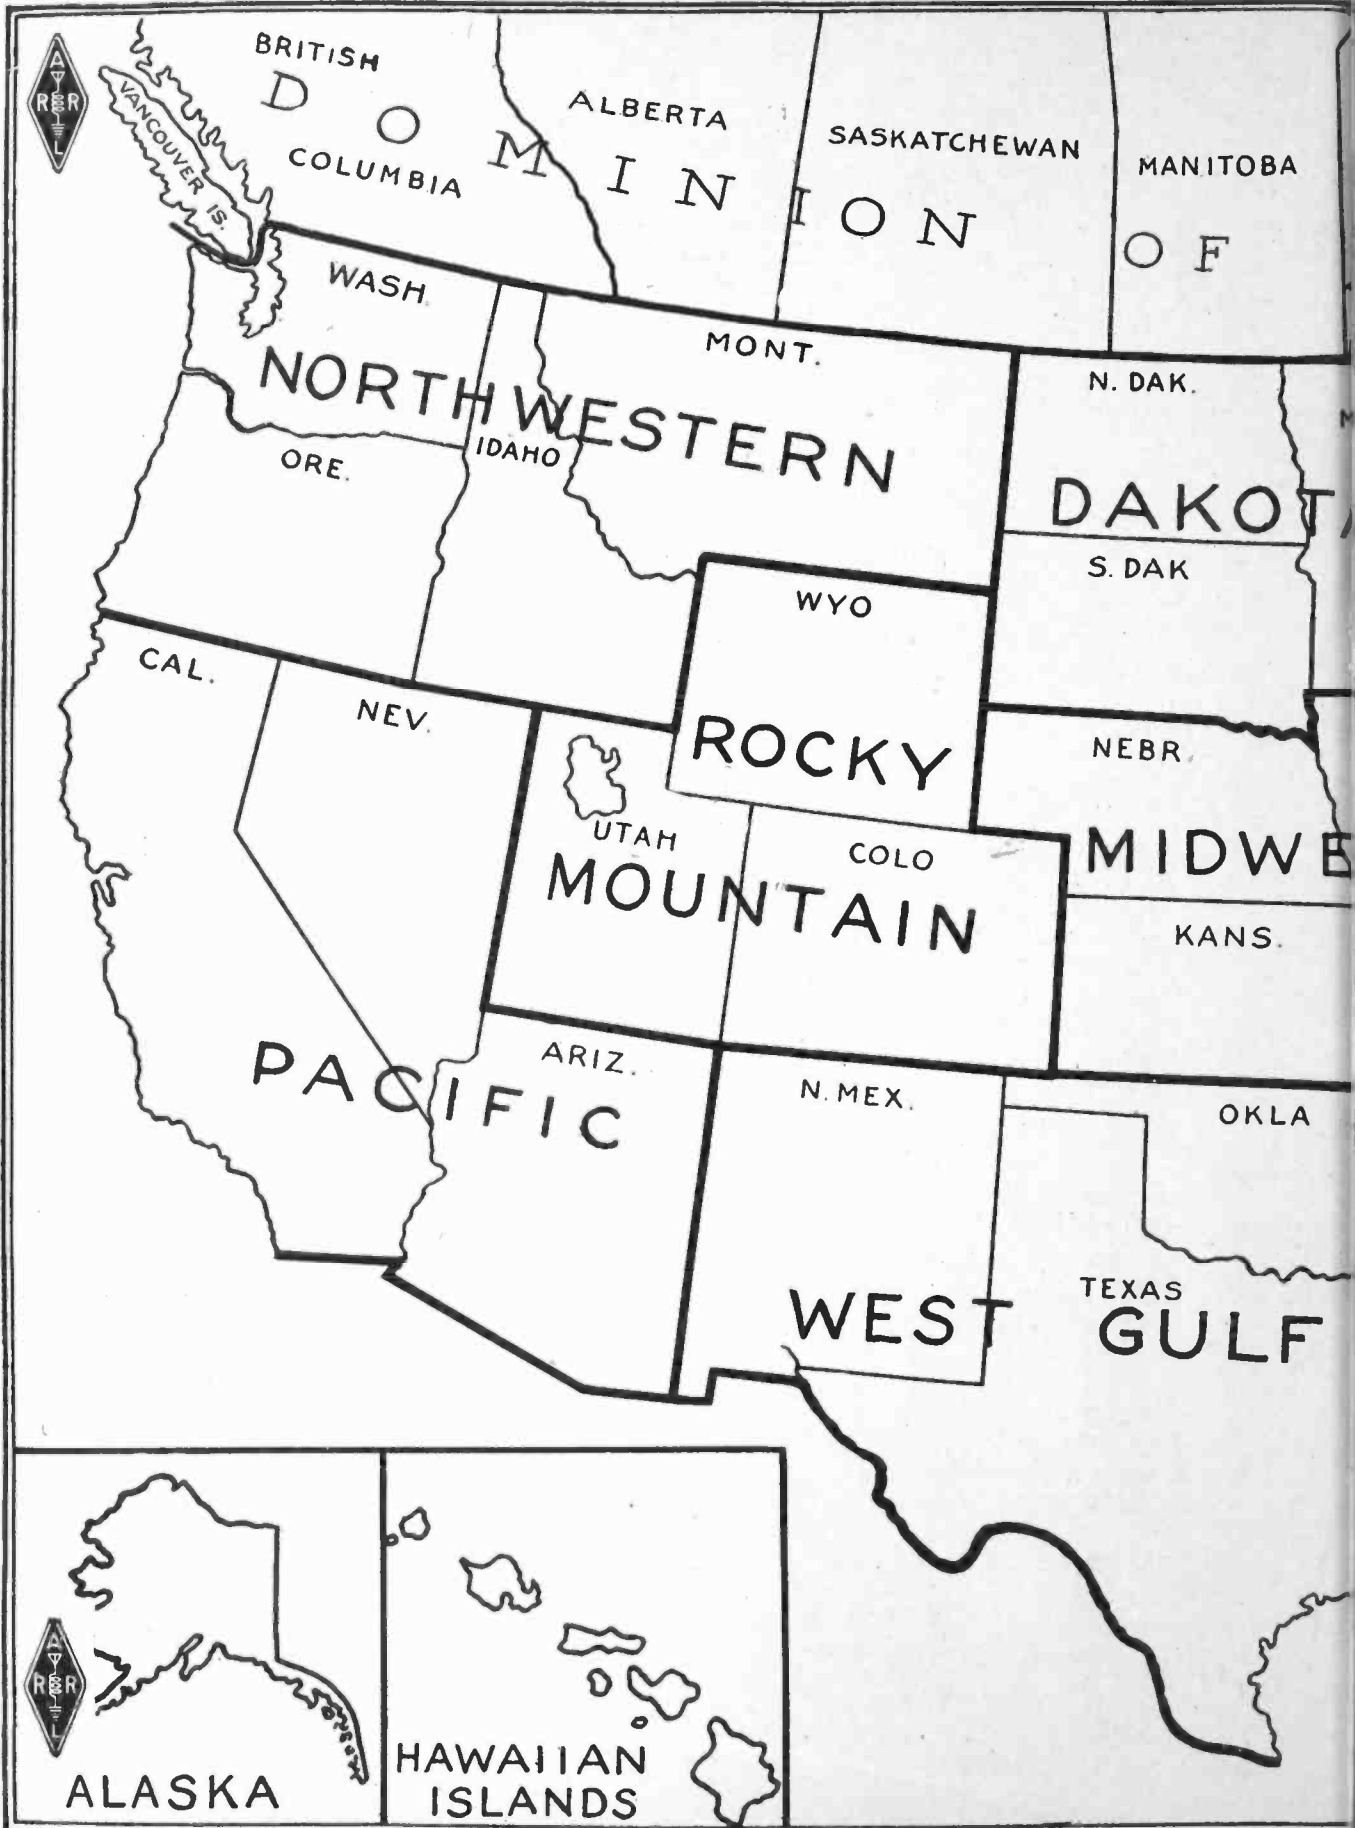 A
R R
L
VANCOUVER IS.
BRITISH
COLUMBIA
ALBERTA
SASKATCHEWAN
MANITOBA
DOMINION OF
WASH.
MONT.
N. DAK.
NORTHWESTERN
IDAHO
ORE.
DAKOTA
S. DAK
WYO
CAL.
NEV.
ROCKY
NEBR.
UTAH
COLO
MIDWE
MOUNTAIN
KANS.
ARIZ.
PACIFIC
N. MEX.
OKLA
TEXAS
WEST GULF
A
R R
L
ALASKA
HAWAIIAN
ISLANDS